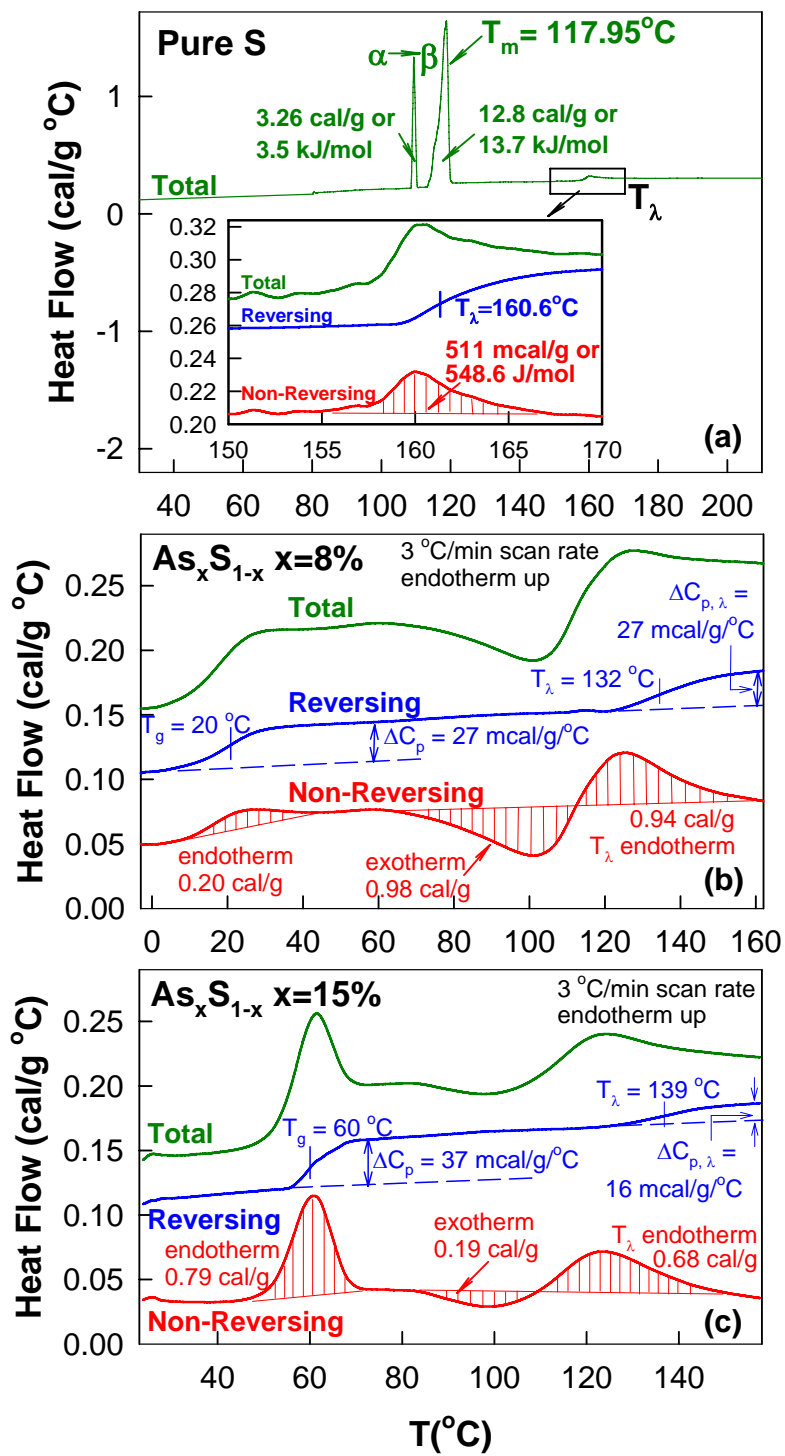 Pure S
α→β
T_m= 117.95°C
3.26 cal/g or
3.5 kJ/mol
12.8 cal/g or
13.7 kJ/mol
Total
T_λ
Heat Flow (cal/g °C)
1
0
-1
-2
0.32
0.30
0.28
0.26
0.24
0.22
0.20
Total
Reversing
T_λ=160.6°C
511 mcal/g or
548.6 J/mol
Non-Reversing
150 155 160 165 170
(a)
40 60 80 100 120 140 160 180 200
As_xS_1-x x=8%
3 °C/min scan rate
endotherm up
Heat Flow (cal/g °C)
0.25
0.20
0.15
0.10
0.05
0.00
Total
ΔC_p, λ =
27 mcal/g/°C
Reversing
T_λ = 132 °C
T_g = 20 °C
ΔC_p = 27 mcal/g/°C
Non-Reversing
endotherm
0.20 cal/g
exotherm
0.98 cal/g
0.94 cal/g
T_λ endotherm
(b)
0 20 40 60 80 100 120 140 160
As_xS_1-x x=15%
3 °C/min scan rate
endotherm up
Heat Flow (cal/g °C)
0.25
0.20
0.15
0.10
0.05
0.00
Total
T_g = 60 °C
T_λ = 139 °C
ΔC_p = 37 mcal/g/°C
ΔC_p, λ =
16 mcal/g/°C
Reversing
endotherm
0.79 cal/g
exotherm
0.19 cal/g
T_λ endotherm
0.68 cal/g
Non-Reversing
(c)
40 60 80 100 120 140
T(°C)